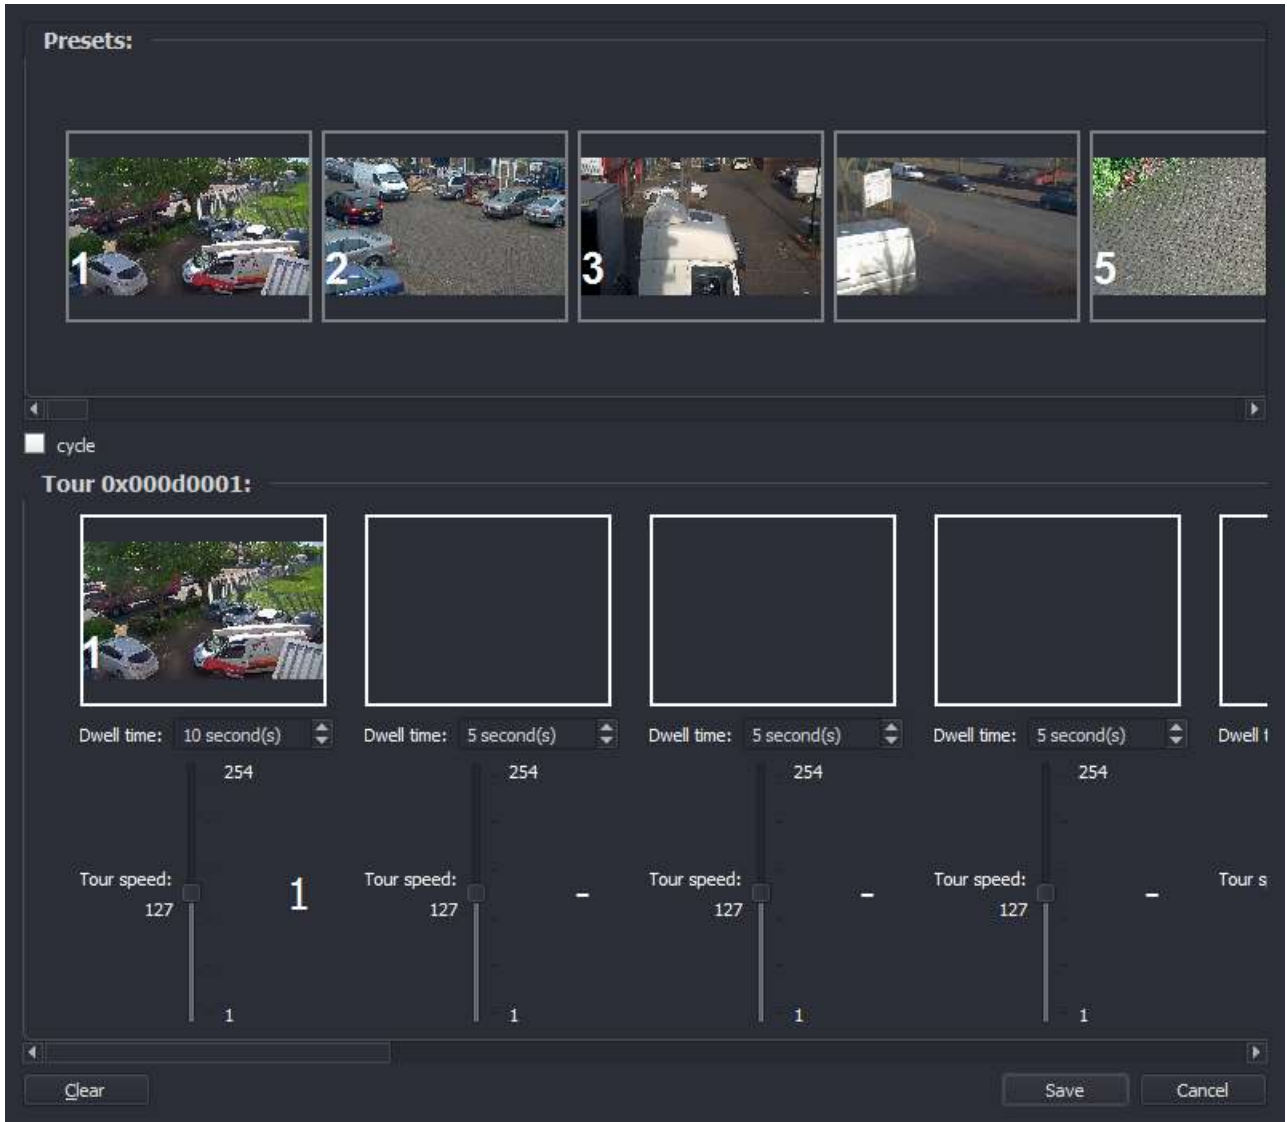 Presets:
1 2 3 5
cycle
Tour 0x000d0001:
1
Dwell time: 10 second(s) Dwell time: 5 second(s) Dwell time: 5 second(s) Dwell time: 5 second(s) Dwell
254 254 254 254
Tour speed: 1 Tour speed: - Tour speed: - Tour speed: - Tour
127 127 127 127
1 1 1 1
Clear Save Cancel